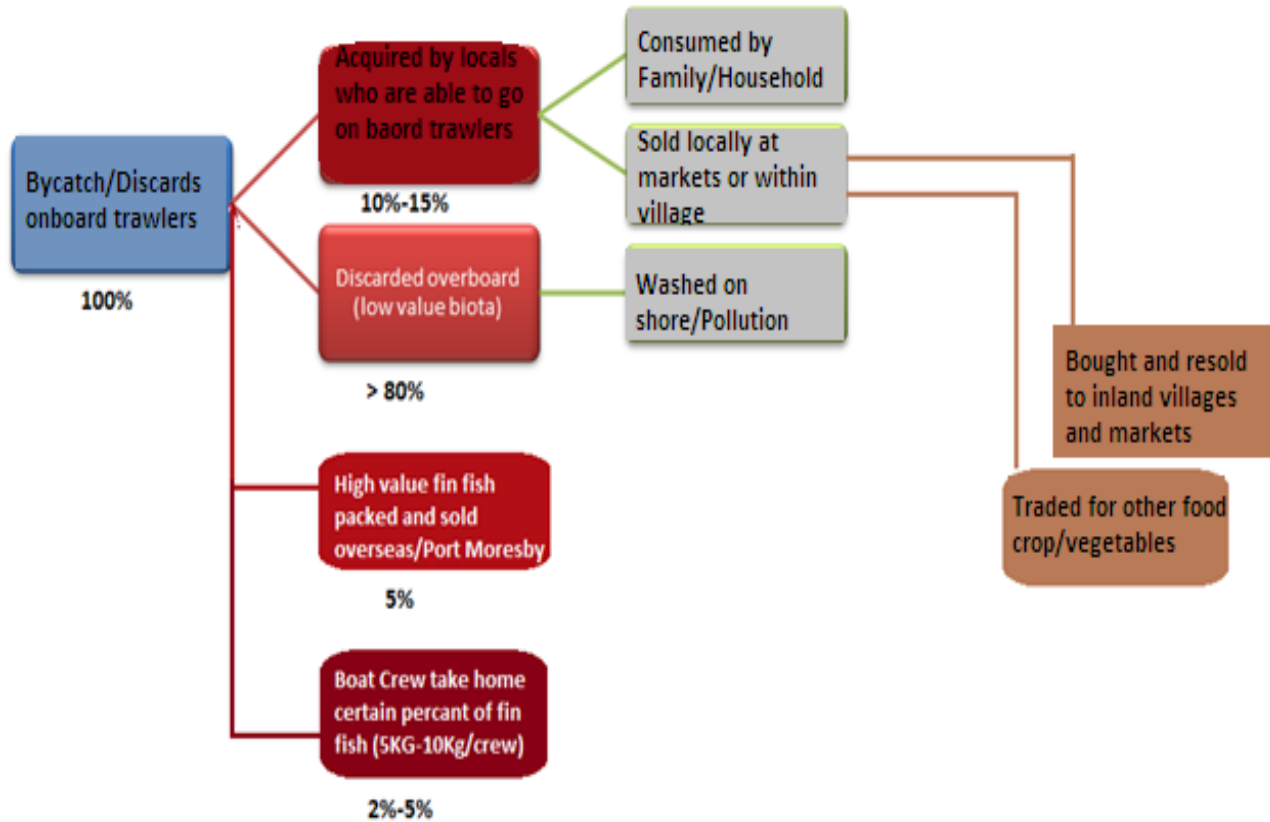 Bycatch/Discards
onboard trawlers
100%
Acquired by locals
who are able to go
on baord trawlers
10%-15%
Discarded overboard
(low value biota)
> 80%
High value fin fish
packed and sold
overseas/Port Moresby
5%
Boat Crew take home
certain percent of fin
fish (5KG-10Kg/crew)
2%-5%
Consumed by
Family/Household
Sold locally at
markets or within
village
Washed on
shore/Pollution
Bought and resold
to inland villages
and markets
Traded for other food
crop/vegetables